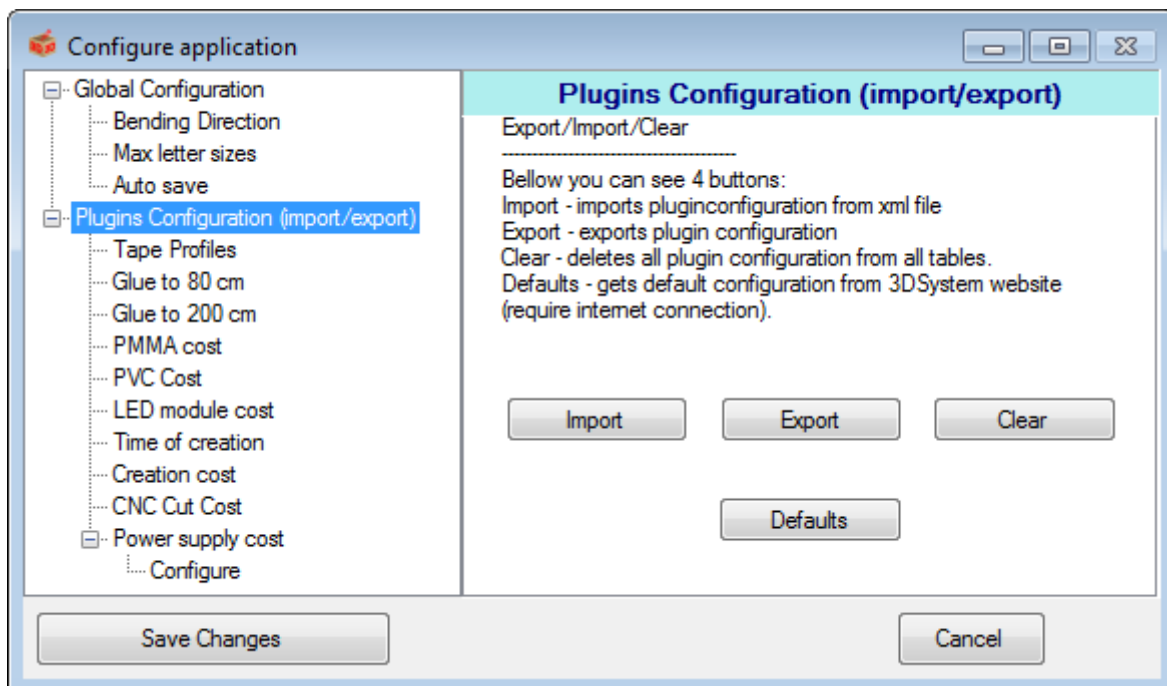 Configure application
Global Configuration
Bending Direction
Max letter sizes
Auto save
Plugins Configuration (import/export)
Tape Profiles
Glue to 80 cm
Glue to 200 cm
PMMA cost
PVC Cost
LED module cost
Time of creation
Creation cost
CNC Cut Cost
Power supply cost
Configure
Plugins Configuration (import/export)
Export/Import/Clear
---------------------------------------
Bellow you can see 4 buttons:
Import - imports pluginconfiguration from xml file
Export - exports plugin configuration
Clear - deletes all plugin configuration from all tables.
Defaults - gets default configuration from 3DSystem website
(require internet connection).
Import
Export
Clear
Defaults
Save Changes
Cancel